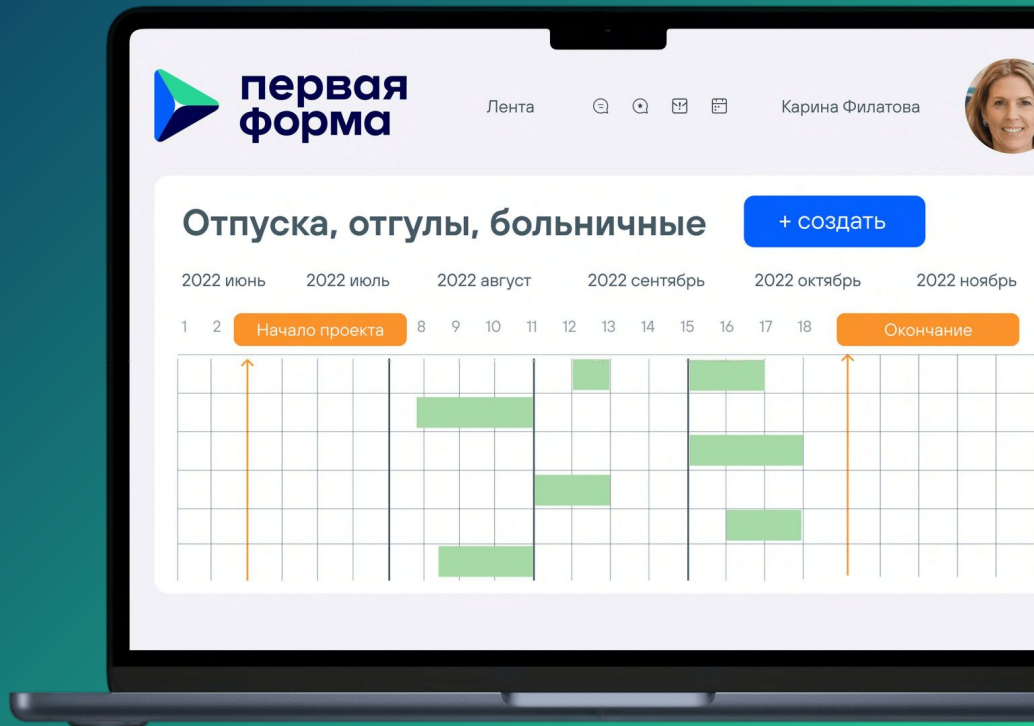 первая
форма
Лента
Карина Филатова
Отпуска, отгулы, больничные
+ создать
2022 июнь 2022 июль 2022 август 2022 сентябрь 2022 октябрь 2022 ноябрь
1 2 Начало проекта 8 9 10 11 12 13 14 15 16 17 18 Окончание